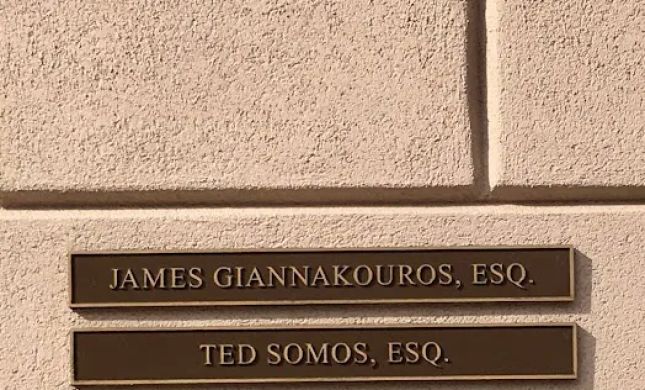 JAMES GIANNAKOUROS, ESQ.
TED SOMOS, ESQ.